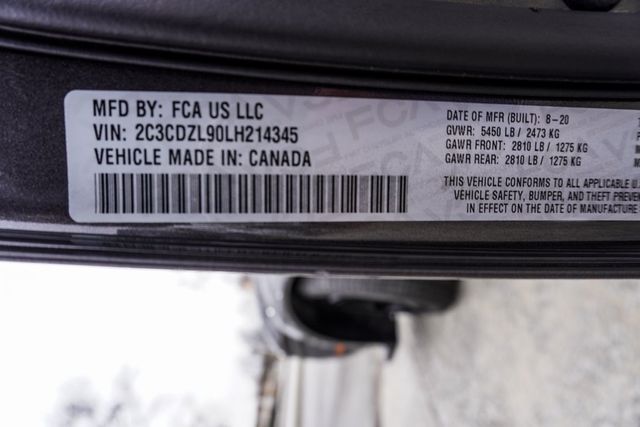 MFD BY: FCA US LLC
VIN: 2C3CDZL90LH214345
VEHICLE MADE IN: CANADA
DATE OF MFR (BUILT): 8-20
GVWR: 5450 LB / 2473 KG
GAWR FRONT: 2810 LB / 1275 KG
GAWR REAR: 2810 LB / 1275 KG
THIS VEHICLE CONFORMS TO ALL APPLICABLE
VEHICLE SAFETY, BUMPER, AND THEFT PREVEN
IN EFFECT ON THE DATE OF MANUFACTURE